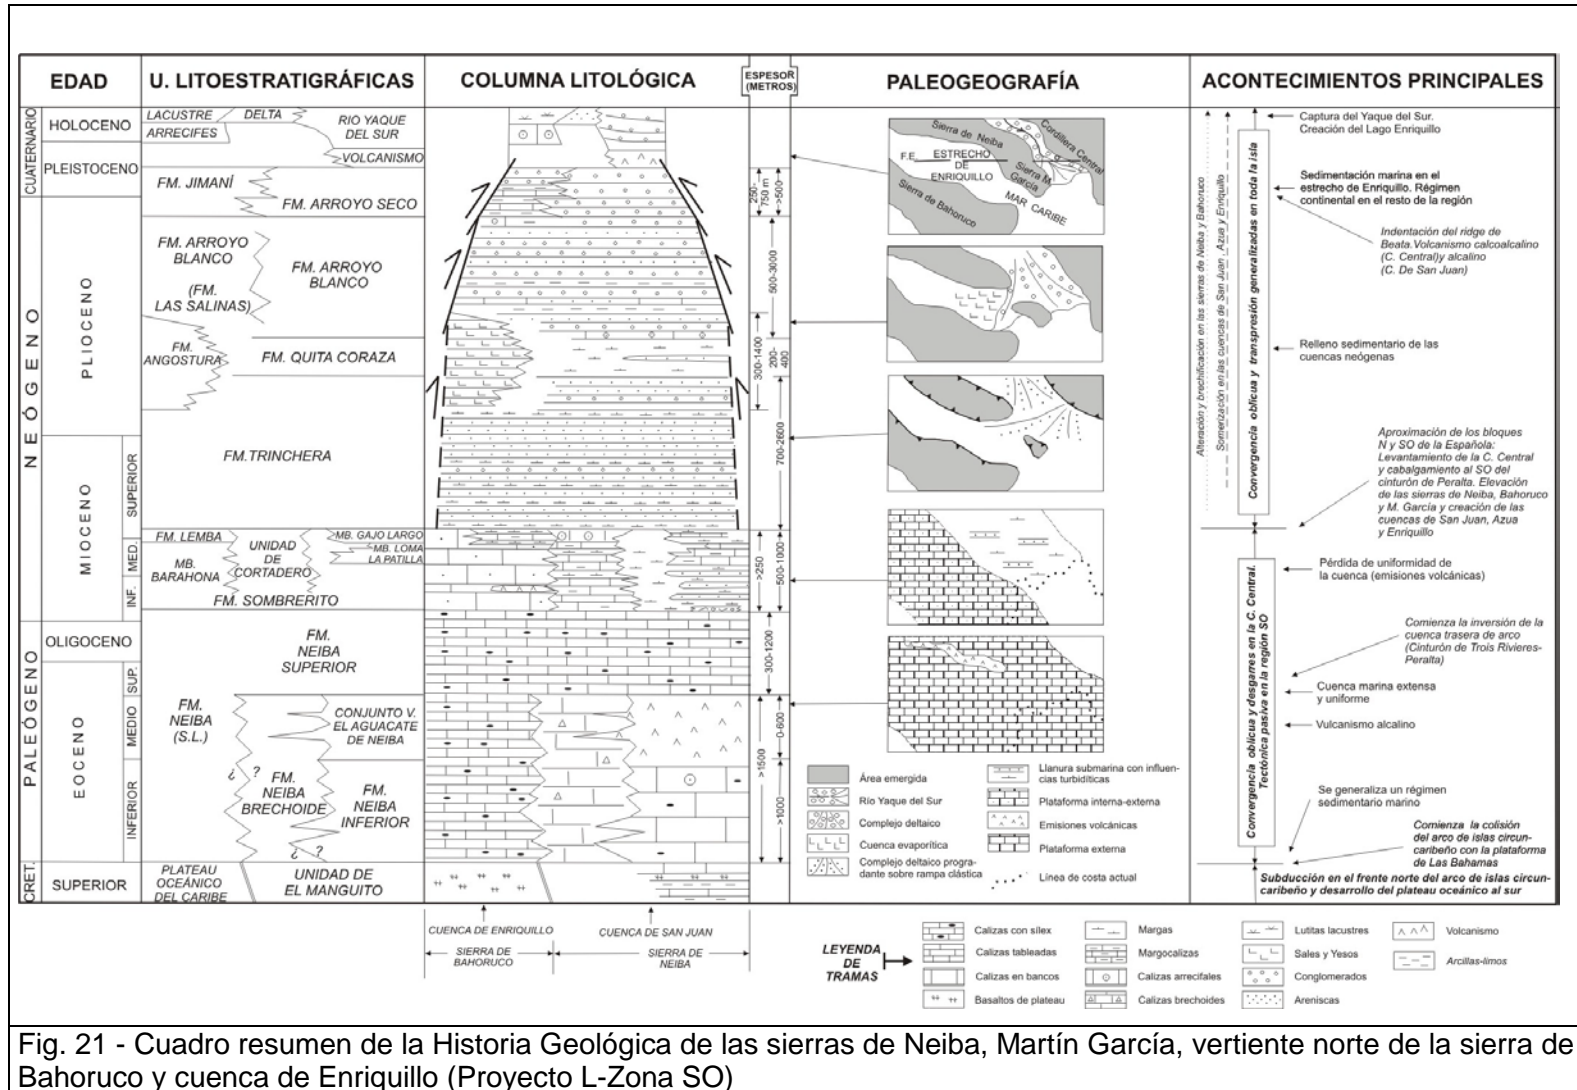 EDAD
U. LITOESTRATIGRÁFICAS
COLUMNA LITOLÓGICA
ESPESOR
(METROS)
PALEOGEOGRAFÍA
ACONTECIMIENTOS PRINCIPALES
CUATERNARIO
HOLOCENO
PLEISTOCENO
NEÓGENO
PLIOCENO
MIOCENO
SUPERIOR
MED.
INF.
PALEÓGENO
OLIGOCENO
EOCENO
SUP.
MEDIO
INFERIOR
CRET.
SUPERIOR
LACUSTRE
DELTA
ARRECIFES
RIO YAQUE
DEL SUR
VOLCANISMO
FM. JIMANÍ
FM. ARROYO SECO
FM. ARROYO
BLANCO
FM. ARROYO
BLANCO
(FM.
LAS SALINAS)
FM.
ANGOSTURA
FM. QUITA CORAZA
FM.TRINCHERA
FM. LEMBA
UNIDAD
DE
CORTADERO
MB. GAJO LARGO
MB. LOMA
LA PATILLA
MB.
BARAHONA
FM. SOMBRERITO
FM.
NEIBA
SUPERIOR
FM.
NEIBA
(S.L.)
CONJUNTO V.
EL AGUACATE
DE NEIBA
¿ ?
FM.
NEIBA
BRECHOIDE
FM.
NEIBA
INFERIOR
¿ ?
PLATEAU
OCEÁNICO
DEL CARIBE
UNIDAD DE
EL MANGUITO
250-
750 m
>500
500-3000
300-1400
200-
400
700-2600
>250
500-1000
300-1200
>1500
0-600
>1000
CUENCA DE ENRIQUILLO
CUENCA DE SAN JUAN
SIERRA DE
BAHORUCO
SIERRA DE
NEIBA
Sierra de Neiba
Cordillera Central
F.E.
ESTRECHO
DE
ENRIQUILLO
Sierra M.
García
Sierra de Bahoruco
MAR CARIBE
Área emergida
Río Yaque del Sur
Complejo deltaico
Cuenca evaporítica
Complejo deltaico progra-
dante sobre rampa clástica
Llanura submarina con influen-
cias turbidíticas
Plataforma interna-externa
Emisiones volcánicas
Plataforma externa
Línea de costa actual
Alteración y brechificación en las sierras de Neiba y Bahoruco
Somerización en las cuencas de San Juan, Azua y Enriquillo
Convergencia oblicua y transpresión generalizadas en toda la isla
Convergencia oblicua y desgarres en la C. Central.
Tectónica pasiva en la región SO
Captura del Yaque del Sur.
Creación del Lago Enriquillo
Sedimentación marina en el
estrecho de Enriquillo. Régimen
continental en el resto de la región
Indentación del ridge de
Beata.Volcanismo calcoalcalino
(C. Central)y alcalino
(C. De San Juan)
Relleno sedimentario de las
cuencas neógenas
Aproximación de los bloques
N y SO de la Española:
Levantamiento de la C. Central
y cabalgamiento al SO del
cinturón de Peralta. Elevación
de las sierras de Neiba, Bahoruco
y M. García y creación de las
cuencas de San Juan, Azua
y Enriquillo
Pérdida de uniformidad de
la cuenca (emisiones volcánicas)
Comienza la inversión de la
cuenca trasera de arco
(Cinturón de Trois Rivieres-
Peralta)
Cuenca marina extensa
y uniforme
Vulcanismo alcalino
Se generaliza un régimen
sedimentario marino
Comienza la colisión
del arco de islas circun-
caribeño con la plataforma
de Las Bahamas
Subducción en el frente norte del arco de islas circun-
caribeño y desarrollo del plateau oceánico al sur
LEYENDA
DE
TRAMAS
Calizas con sílex
Calizas tableadas
Calizas en bancos
Basaltos de plateau
Margas
Margocalizas
Calizas arrecifales
Calizas brechoides
Lutitas lacustres
Sales y Yesos
Conglomerados
Areniscas
Volcanismo
Arcillas-limos
Fig. 21 - Cuadro resumen de la Historia Geológica de las sierras de Neiba, Martín García, vertiente norte de la sierra de
Bahoruco y cuenca de Enriquillo (Proyecto L-Zona SO)